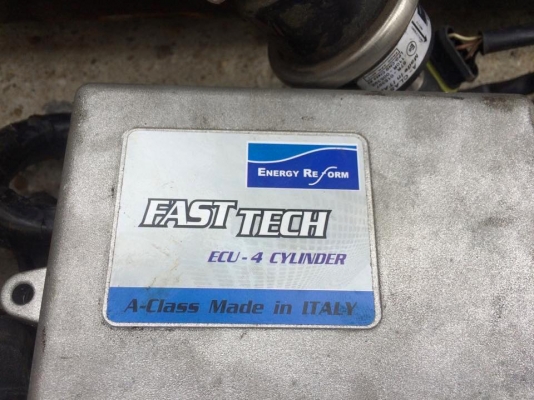 ENERGY REFORM
FAST TECH
ECU - 4 CYLINDER
A-Class Made in ITALY